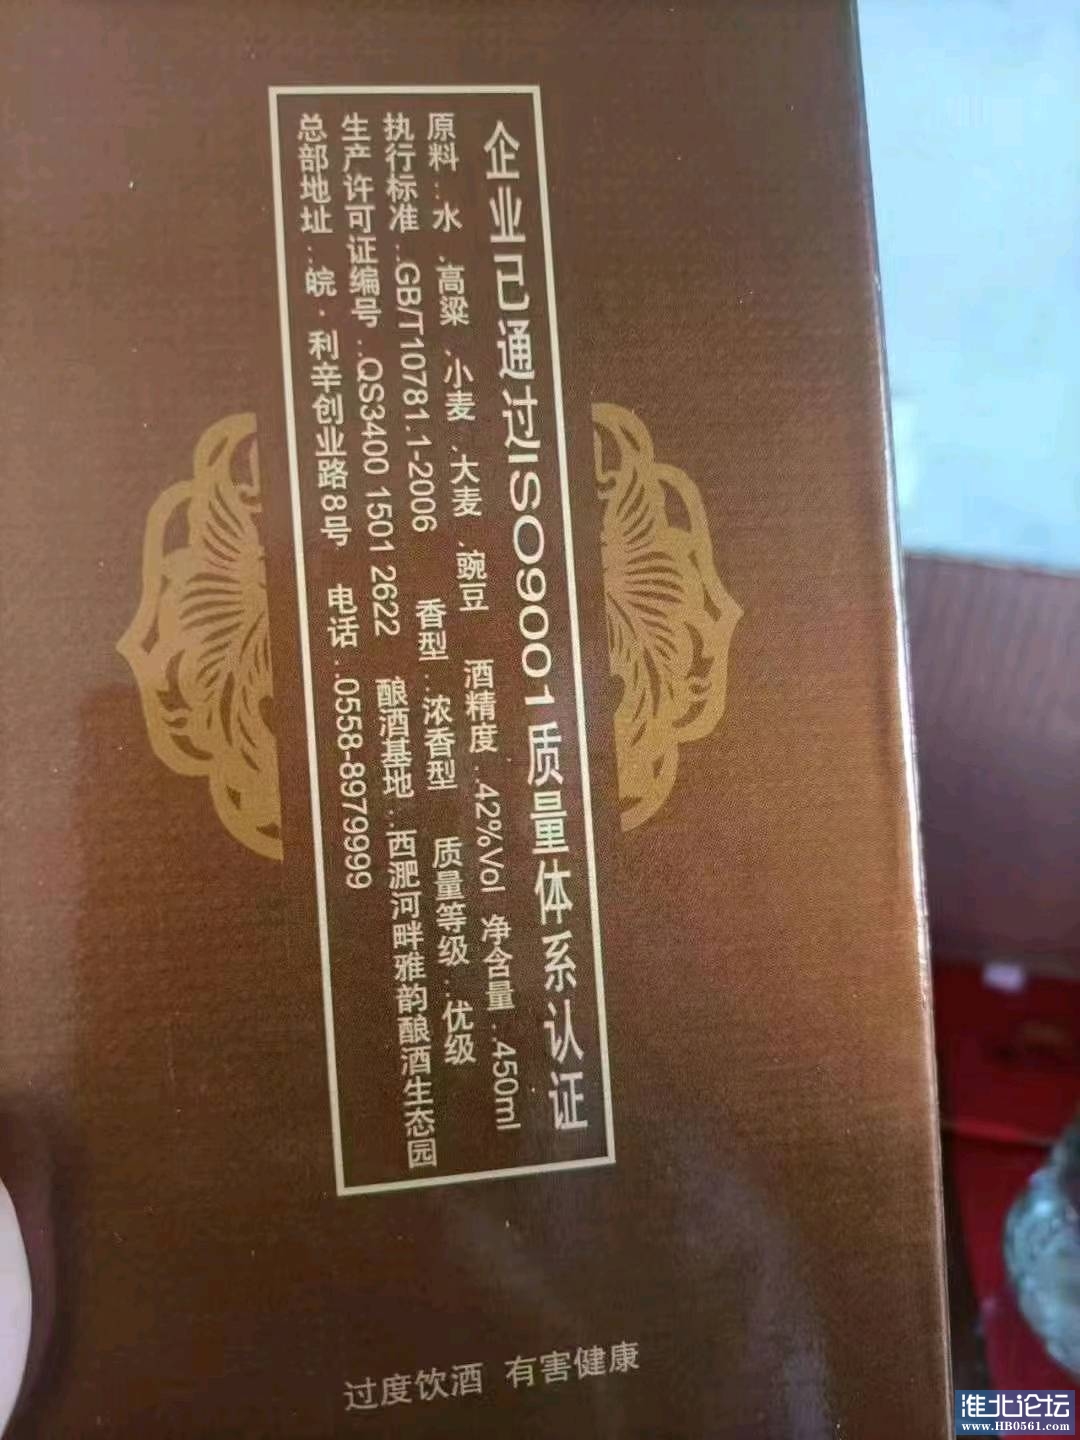 企业已通过ISO9001质量体系认证
原料:水、高粱、小麦、大麦、豌豆 酒精度:42%Vol 净含量:450ml
执行标准:GB/T10781.1-2006 香型:浓香型 质量等级:优级
生产许可证编号:QS3400 1501 2622 酿酒基地:西淝河畔雅韵酿酒生态园
总部地址:皖·利辛创业路8号 电话:0558-8979999
过度饮酒 有害健康
淮北论坛
www.HB0561.com